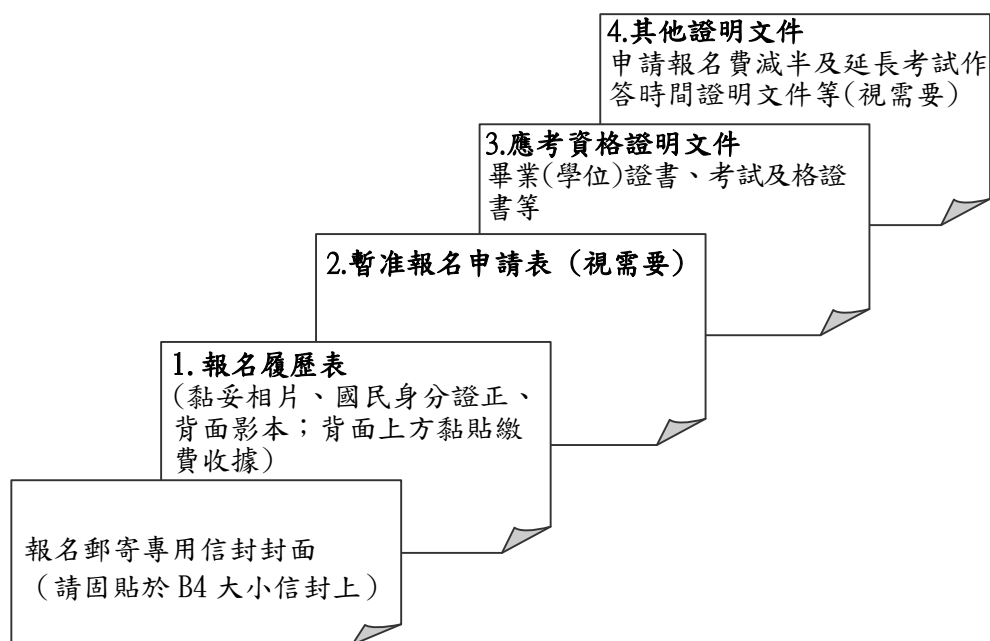 4.其他證明文件
申請報名費減半及延長考試作
答時間證明文件等(視需要)
3.應考資格證明文件
畢業(學位)證書、考試及格證
書等
2.暫准報名申請表（視需要）
1.報名履歷表
(黏妥相片、國民身分證正、
背面影本；背面上方黏貼繳
費收據)
報名郵寄專用信封封面
（請固貼於 B4 大小信封上）